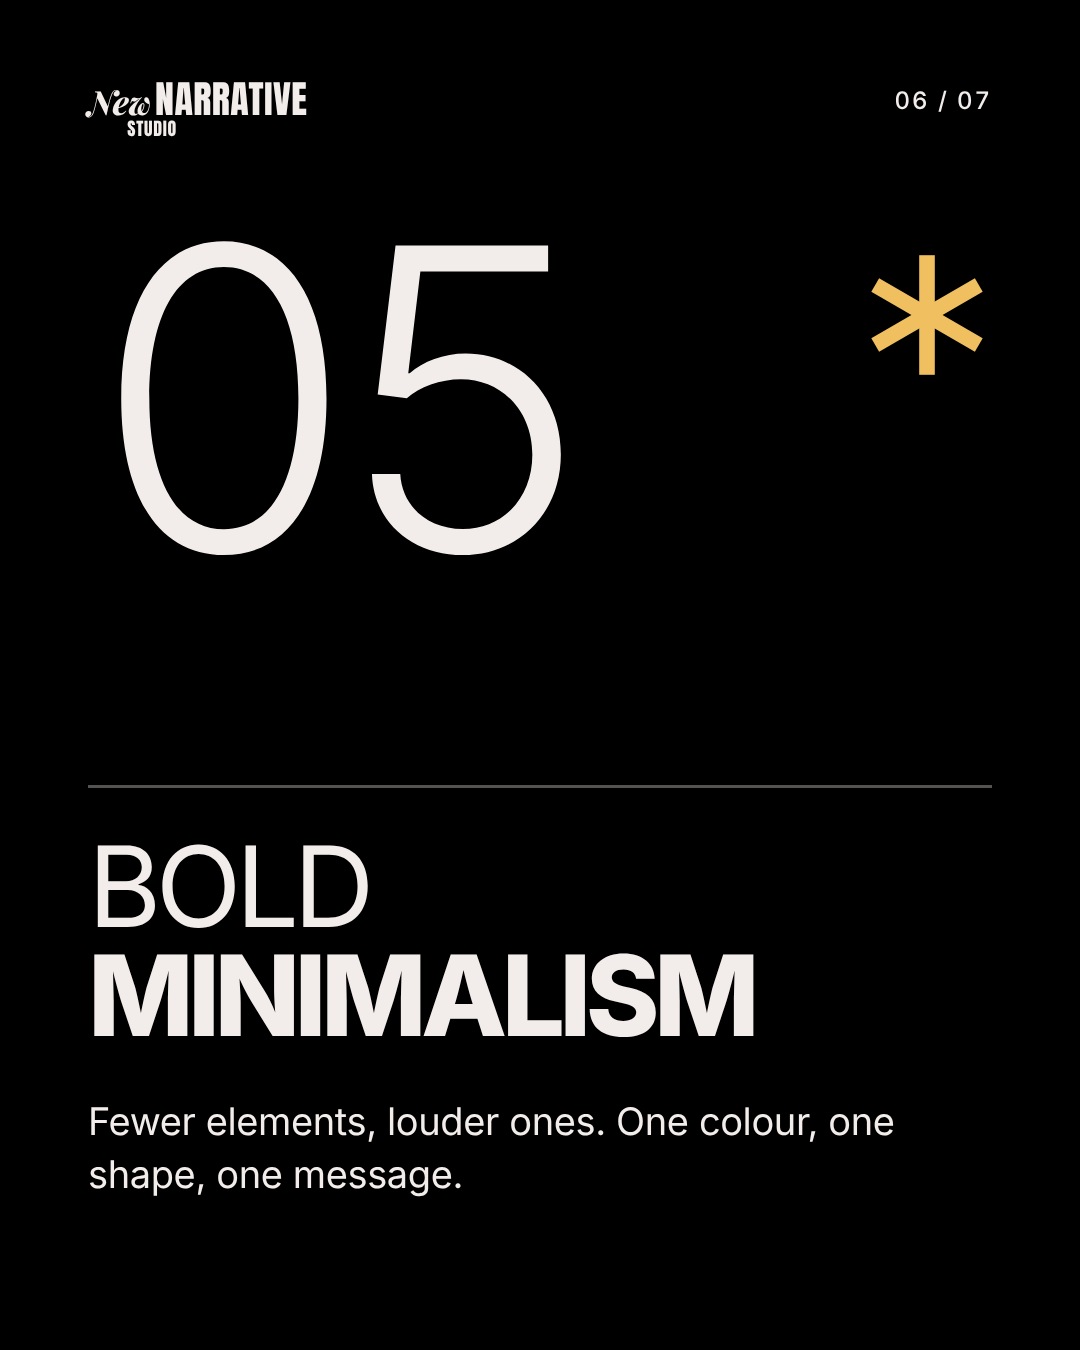 New NARRATIVE
STUDIO
06 / 07
05
*
BOLD
MINIMALISM
Fewer elements, louder ones. One colour, one
shape, one message.